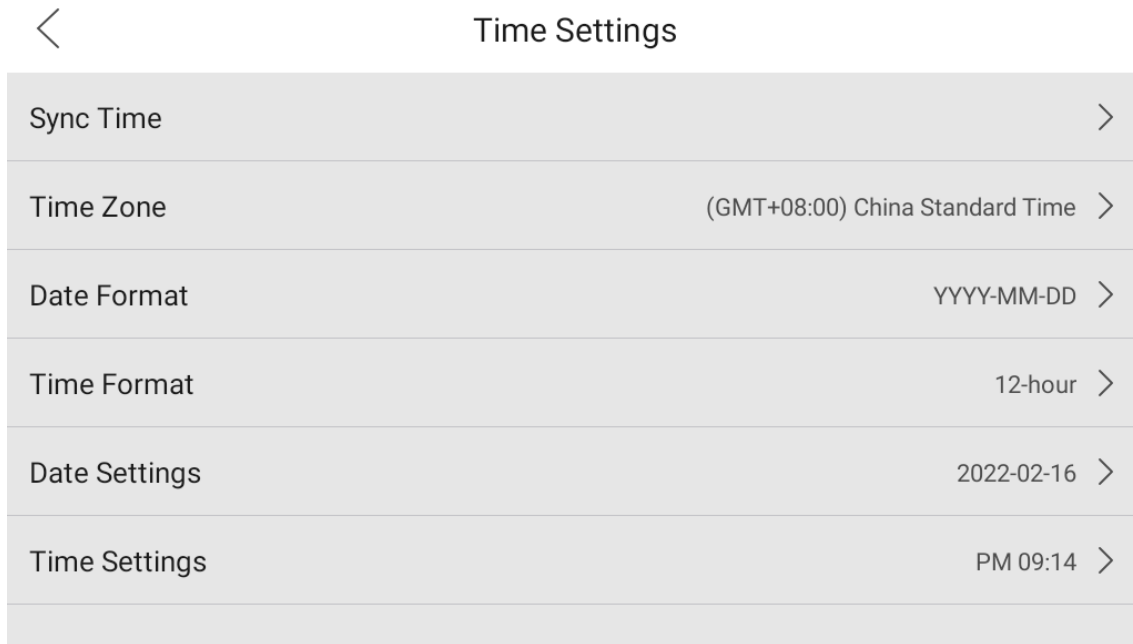 Time Settings
Sync Time
Time Zone (GMT+08:00) China Standard Time
Date Format YYYY-MM-DD
Time Format 12-hour
Date Settings 2022-02-16
Time Settings PM 09:14